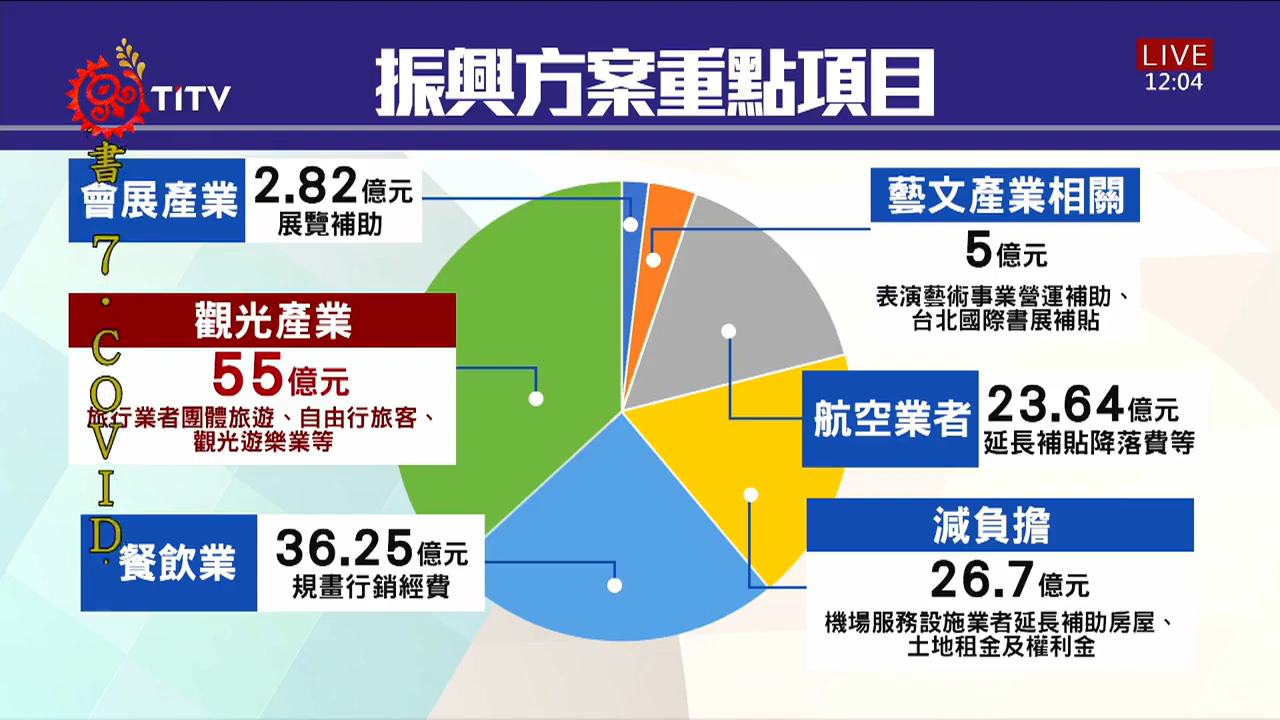 振興方案重點項目
TITV
LIVE
12:04
書
7.COVID.
會展產業
2.82億元
展覽補助
觀光產業
55億元
旅行業者團體旅遊、自由行旅客、
觀光遊樂業等
餐飲業
36.25億元
規畫行銷經費
藝文產業相關
5億元
表演藝術事業營運補助、
台北國際書展補貼
航空業者
23.64億元
延長補貼降落費等
減負擔
26.7億元
機場服務設施業者延長補助房屋、
土地租金及權利金